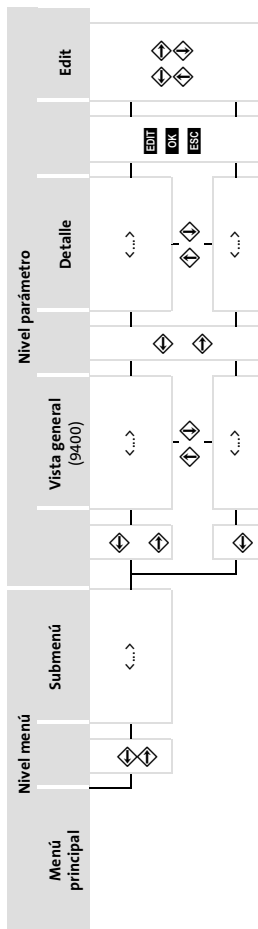 Nivel menú
Nivel parámetro
Menú
principal
Submenú
Vista general
(9400)
Detalle
Edit
<...>
<...>
<...>
EDIT
OK
ESC
<...>
<...>